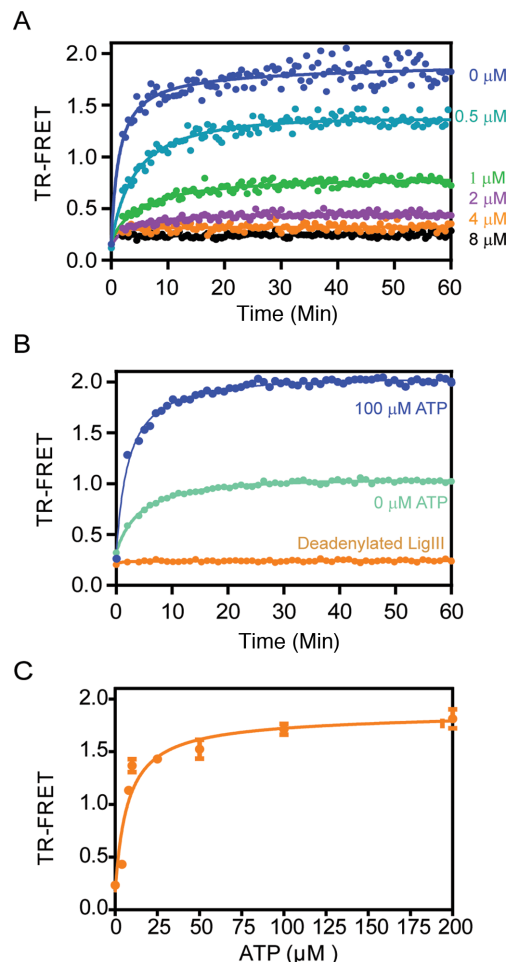 A
TR-FRET
2.0
1.5
1.0
0.5
0.0
0 μM
0.5 μM
1 μM
2 μM
4 μM
8 μM
0 10 20 30 40 50 60
Time (Min)
B
TR-FRET
2.0
1.5
1.0
0.5
0.0
100 μM ATP
0 μM ATP
Deadenylated LigIII
0 10 20 30 40 50 60
Time (Min)
C
TR-FRET
2.0
1.5
1.0
0.5
0.0
0 25 50 75 100 125 150 175 200
ATP (μM)